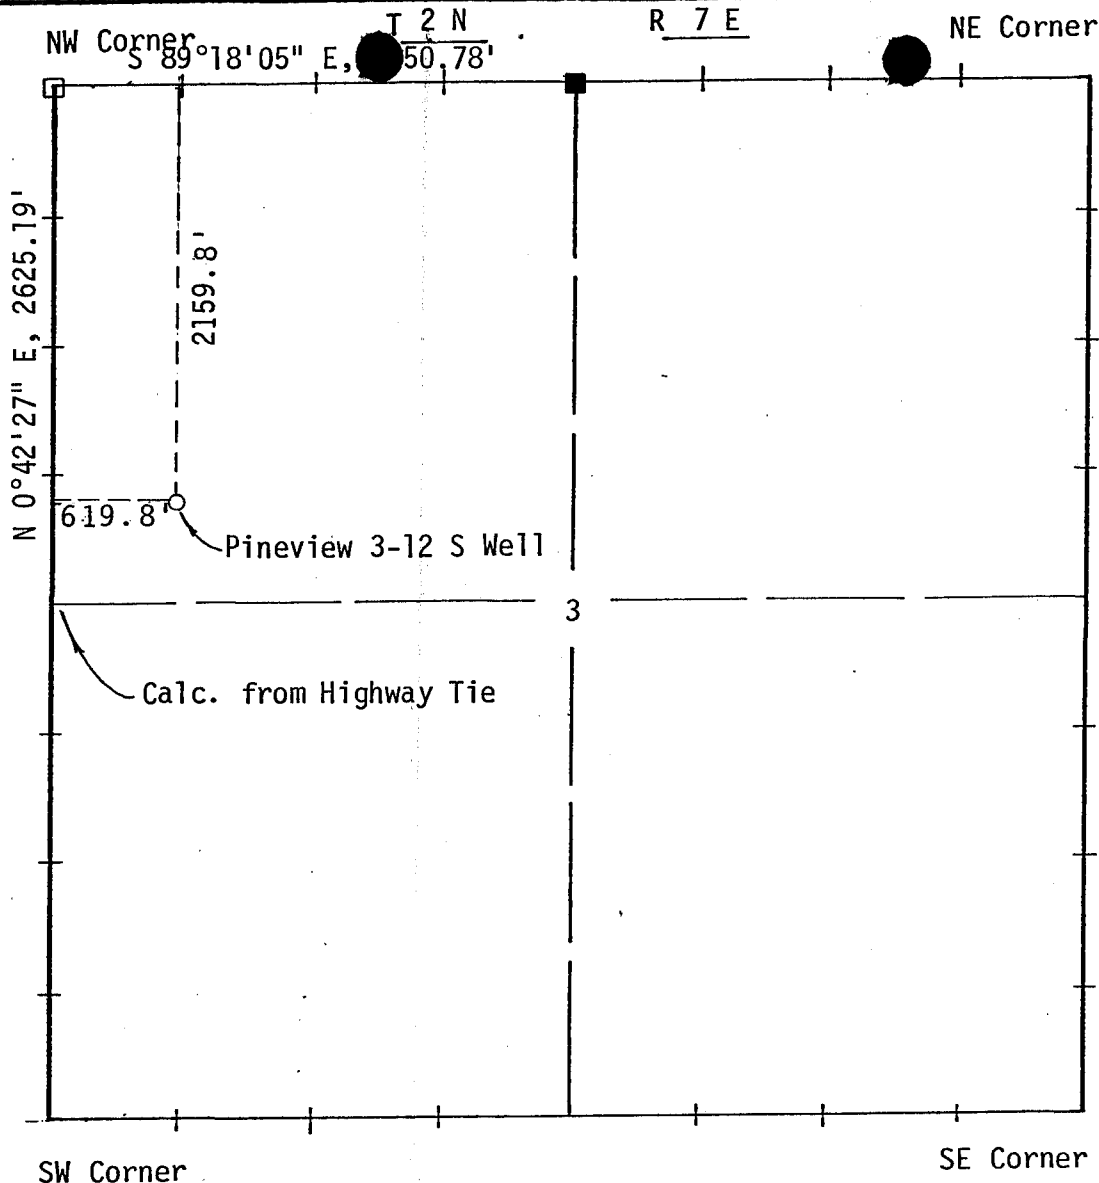 T 2 N R 7 E
NW Corner NE Corner
S 89°18'05" E, 50.78'
N 0°42'27" E, 2625.19'
2159.8'
619.8'
Pineview 3-12 S Well
3
Calc. from Highway Tie
SW Corner SE Corner